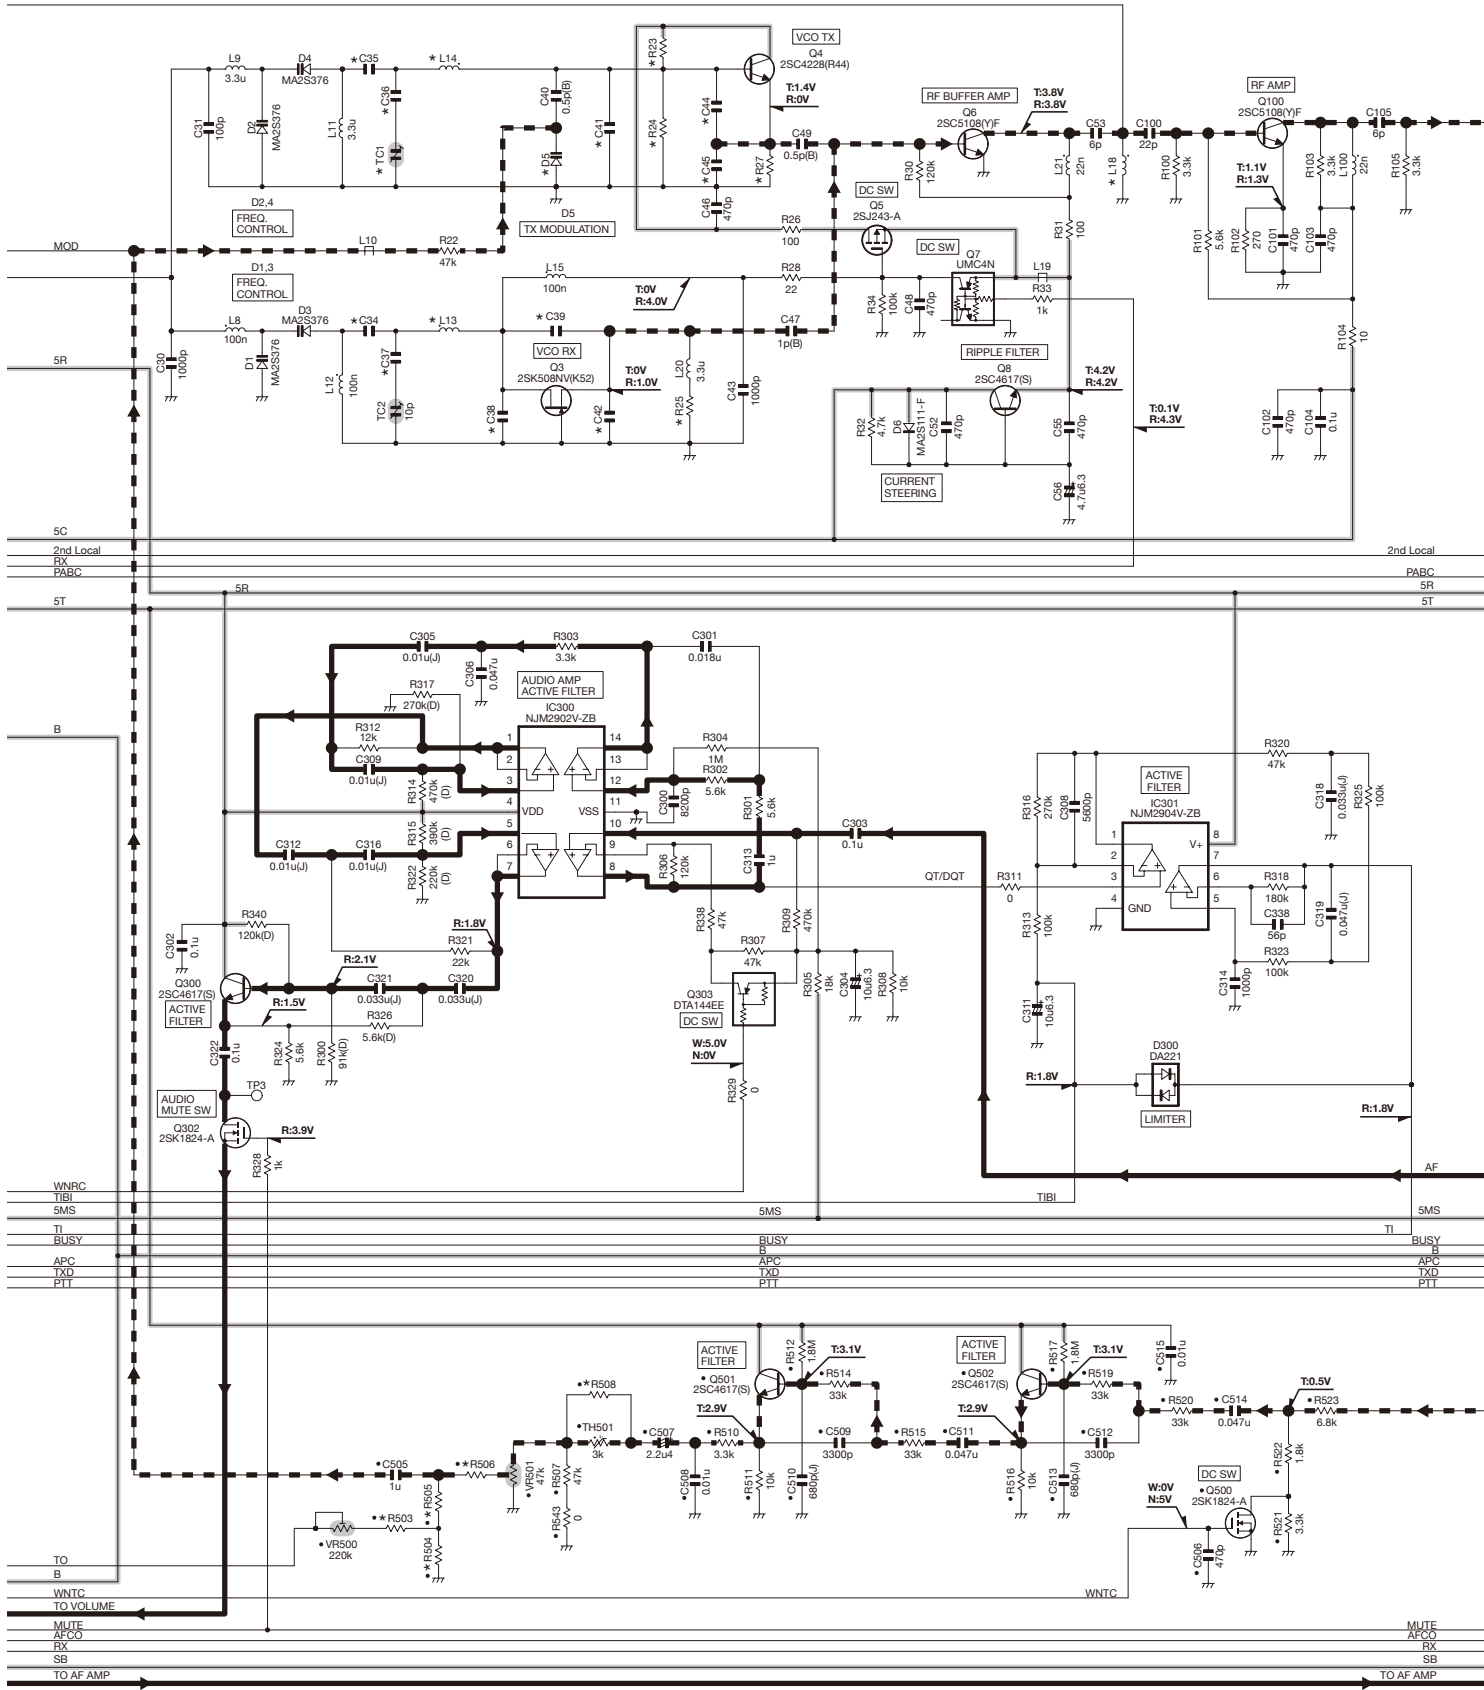 VCO TX
Q4
2SC4228(R44)
T:1.4V
R:0V
L9
3.3u
D4
MA2S376
* C35
* L14
* R23
C31
100p
D2
MA2S376
L11
3.3u
* C36
* TC1
C40
0.5p(B)
* D5
* C41
* R24
* C44
* C45
* R27
C49
0.5p(B)
C46
470p
RF BUFFER AMP
Q6
2SC5108(Y)F
T:3.8V
R:3.8V
R30
120k
C53
6p
L21
22n
* L18
C100
22p
R100
3.3k
RF AMP
Q100
2SC5108(Y)F
T:1.1V
R:1.3V
R103
3.3k
L100
22n
C105
6p
R105
3.3k
D2,4
FREQ.
CONTROL
D5
TX MODULATION
MOD
L10
R22
47k
R26
100
DC SW
Q5
2SJ243-A
DC SW
Q7
UMC4N
R31
100
R101
5.6k
R102
270
C101
470p
C103
470p
D1,3
FREQ.
CONTROL
L15
100n
T:0V
R:4.0V
R28
22
R34
100k
C48
470p
L19
R33
1k
L8
100n
D3
MA2S376
* C34
* L13
* C39
C47
1p(B)
R104
10
5R
C30
1000p
D1
MA2S376
L12
100n
* C37
TC2
10p
VCO RX
Q3
2SK508NV(K52)
T:0V
R:1.0V
* C38
* C42
L20
3.3u
* R25
C43
1000p
RIPPLE FILTER
Q8
2SC4617(S)
T:4.2V
R:4.2V
T:0.1V
R:4.3V
R32
4.7k
D6
MA2S111-F
C52
470p
C55
470p
C102
470p
C104
0.1u
CURRENT
STEERING
C56
4.7u6.3
5C
2nd Local
2nd Local
RX
PABC
PABC
5R
5R
5T
5T
C305
0.01u(J)
C306
0.047u
R303
3.3k
C301
0.018u
R317
270k(D)
AUDIO AMP
ACTIVE FILTER
IC300
NJM2902V-ZB
B
R312
12k
C309
0.01u(J)
R314
470k
(D)
R315
390k
(D)
R322
220k
(D)
1
2
3
4
5
6
7
14
13
12
11
10
9
8
VDD
VSS
R304
1M
R302
5.6k
C300
8200p
R301
5.6k
C303
0.1u
C313
1u
R306
120k
C312
0.01u(J)
C316
0.01u(J)
R320
47k
R316
270k
C308
5600p
ACTIVE
FILTER
IC301
NJM2904V-ZB
C318
0.033u(J)
R325
100k
1
2
3
4
GND
8
7
6
5
V+
QT/DQT
R311
0
R313
100k
R318
180k
C338
56p
C319
0.047u(J)
R323
100k
C314
1000p
C311
10u6.3
R340
120k(D)
C302
0.1u
R321
22k
R:1.8V
R338
47k
R309
470k
R307
47k
Q303
DTA144EE
DC SW
R305
18k
C304
10u6.3
R308
10k
R:2.1V
C321
0.033u(J)
C320
0.033u(J)
Q300
2SC4617(S)
ACTIVE
FILTER
R:1.5V
R326
5.6k(D)
C322
0.1u
R324
5.6k
R300
91k(D)
W:5.0V
N:0V
R329
0
R:1.8V
D300
DA221
LIMITER
R:1.8V
TP3
AUDIO
MUTE SW
Q302
2SK1824-A
R:3.9V
R328
1k
AF
WNRC
TIBI
TIBI
5MS
5MS
5MS
TI
TI
BUSY
BUSY
BUSY
B
B
APC
APC
APC
TXD
TXD
TXD
PTT
PTT
PTT
ACTIVE
FILTER
• Q501
2SC4617(S)
• R512
1.8M
T:3.1V
• R514
33k
ACTIVE
FILTER
• Q502
2SC4617(S)
• R517
1.8M
T:3.1V
• R519
33k
• C515
0.01u
T:2.9V
T:2.9V
•* R508
•TH501
3k
• C507
2.2u4
• R510
3.3k
• C509
3300p
• R515
33k
• C511
0.047u
• C512
3300p
• R520
33k
• C514
0.047u
T:0.5V
• R523
6.8k
• C505
1u
•* R506
• VR501
47k
• R507
47k
• R543
0
• C508
0.01u
• R511
10k
• C510
680p(J)
• R516
10k
• C513
680p(J)
• R522
1.8k
DC SW
• Q500
2SK1824-A
W:0V
N:5V
• C506
470p
• R521
3.3k
•* R505
•* R503
•* R504
• VR500
220k
TO
B
WNTC
WNTC
TO VOLUME
MUTE
MUTE
AFCO
AFCO
RX
RX
SB
SB
TO AF AMP
TO AF AMP